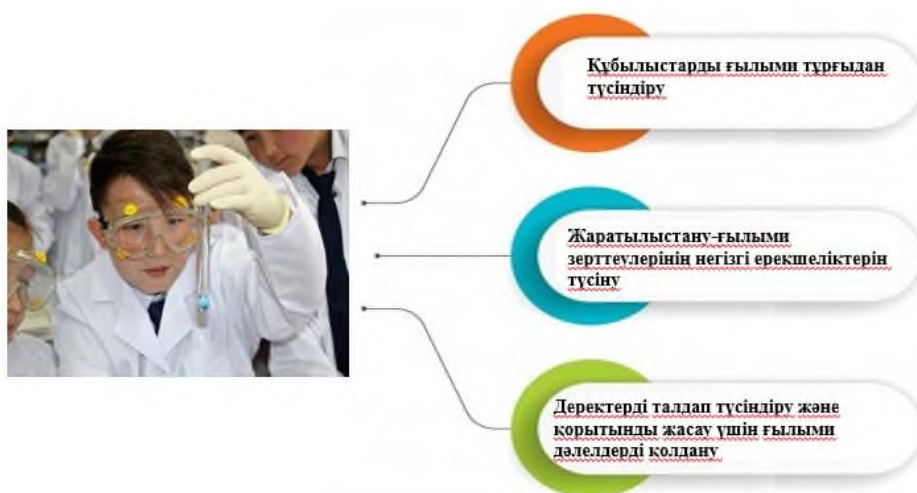 Құбылыстарды ғылыми тұрғыдан
түсіндіру
Жаратылыстану-ғылыми
зерттеулерінің негізгі ерекшеліктерін
түсіну
Деректерді талдап түсіндіру және
қорытынды жасау үшін ғылыми
дәлелдерді қолдану